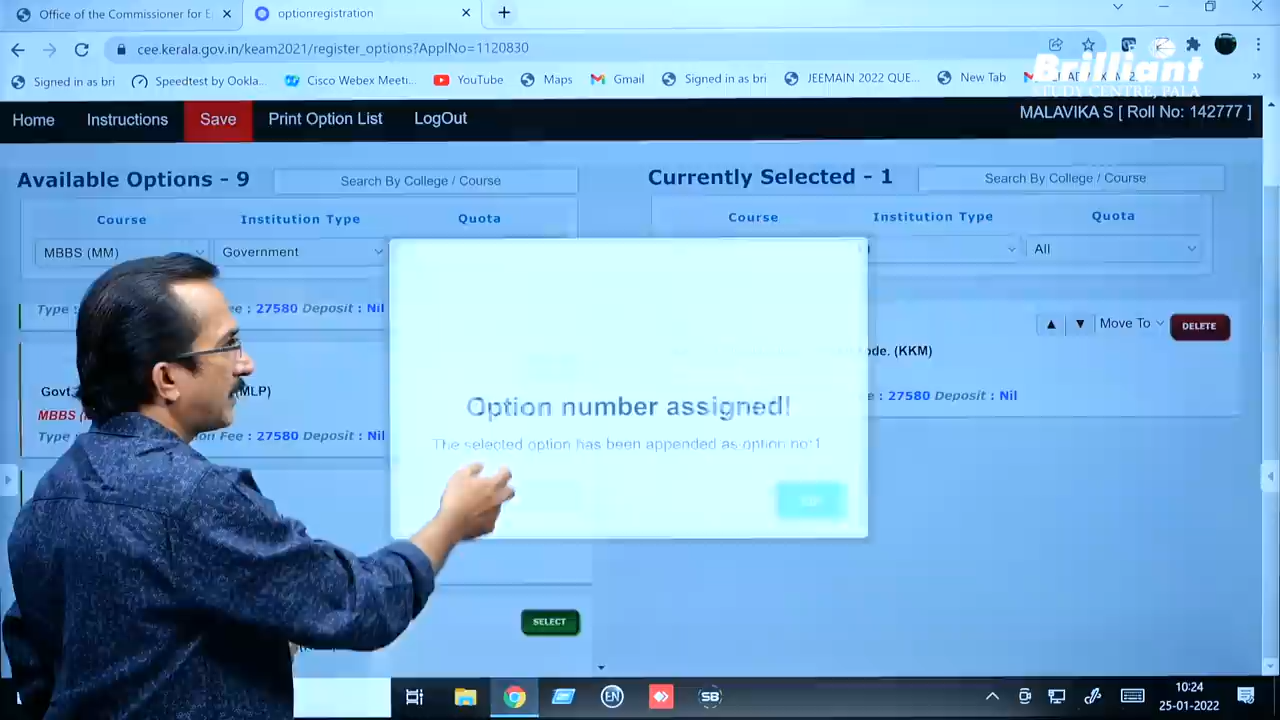 Office of the Commissioner for E
optionregistration
cee.kerala.gov.in/keam2021/register_options?ApplNo=1120830
Signed in as bri
Speedtest by Ookla...
Cisco Webex Meeti...
YouTube
Maps
Gmail
Signed in as bri
JEEMAIN 2022 QUE...
New Tab
Brilliant
STUDY CENTRE, PALA
Home
Instructions
Save
Print Option List
LogOut
MALAVIKA S [ Roll No: 142777 ]
Available Options - 9
Search By College / Course
Currently Selected - 1
Search By College / Course
Course
Institution Type
Quota
Course
Institution Type
Quota
MBBS (MM)
Government
All
Type :
Fee : 27580 Deposit : Nil
Move To
DELETE
ode. (KKM)
Govt.
(MLP)
: 27580 Deposit : Nil
MBBS (
Option number assigned!
Type :
on Fee : 27580 Deposit : Nil
The selected option has been appended as option no:1
SELECT
EN
SB
10:24
25-01-2022